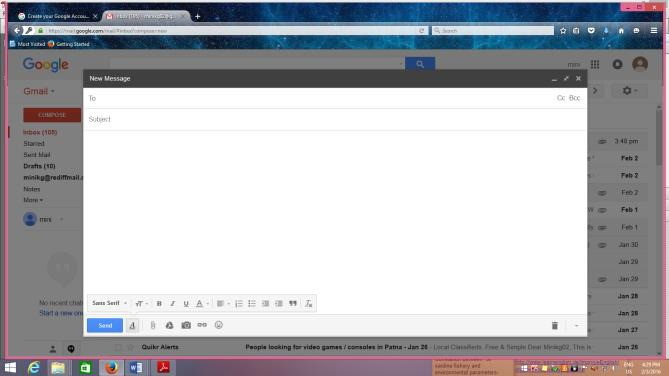 Create your Google Accou...
Inbox (105) - minikg82@g...
https://mail.google.com/mail/#inbox?compose=new
Search
Most Visited
Getting Started
Google
mini
Gmail
New Message
To
Cc Bcc
Subject
COMPOSE
Inbox (105)
Starred
Sent Mail
Drafts (10)
minikg@rediffmail.c
Notes
More
mini
No recent chat
Start a new one
3:48 pm
Feb 2
Feb 2
Feb 2
Feb 1
Feb 1
Jan 30
Jan 29
Jan 29
Jan 28
Jan 28
Jan 27
Jan 26
Sans Serif
Send
Quikr Alerts
People looking for video games / consoles in Patna - Jan 26 - Local Classifieds. Free & Simple Dear Minikg02, This is
sardine fishery and
environmental parameters-
ENG
US
4:29 PM
2/3/2016